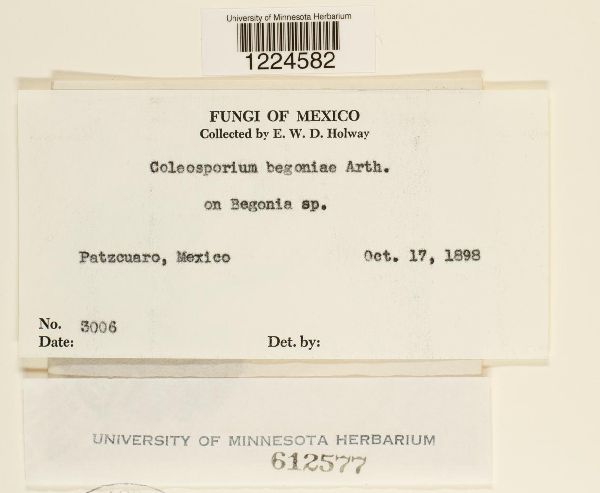 University of Minnesota Herbarium
1224582
FUNGI OF MEXICO
Collected by E. W. D. Holway
Coleosporium begoniae Arth.
on Begonia sp.
Patzcuaro, Mexico Oct. 17, 1898
No. 3006
Date: Det. by:
UNIVERSITY OF MINNESOTA HERBARIUM
612577